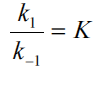 k₁
k₋₁ = K